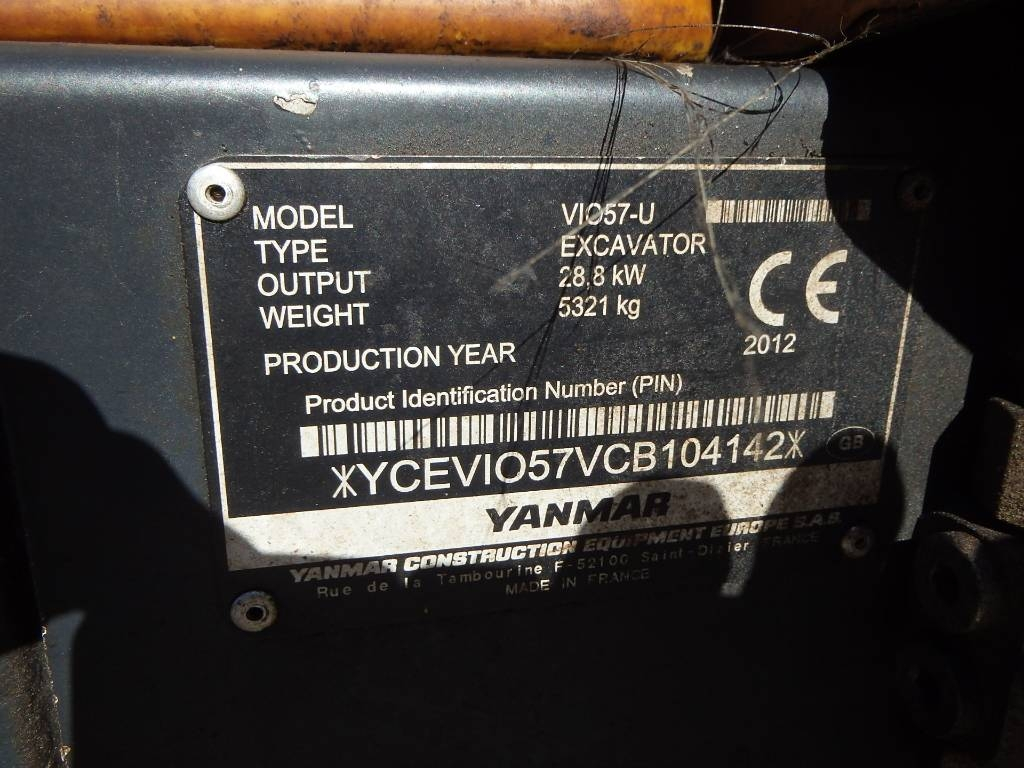 MODEL VIO57-U
TYPE EXCAVATOR
OUTPUT 28,8 kW
WEIGHT 5321 kg
CE
PRODUCTION YEAR 2012
Product Identification Number (PIN)
*YCEVIO57VCB104142*
GB
YANMAR
YANMAR CONSTRUCTION EQUIPMENT EUROPE S.A.S.
Rue de la Tambourine F-52100 Saint-Dizier FRANCE
MADE IN FRANCE